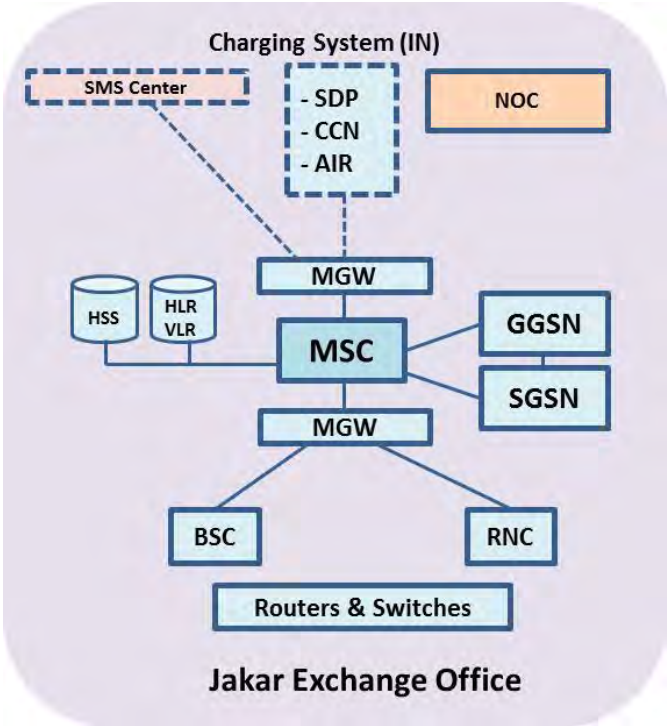 Charging System (IN)
SMS Center
- SDP
- CCN
- AIR
NOC
MGW
HSS
HLR
VLR
MSC
GGSN
SGSN
MGW
BSC
RNC
Routers & Switches
Jakar Exchange Office